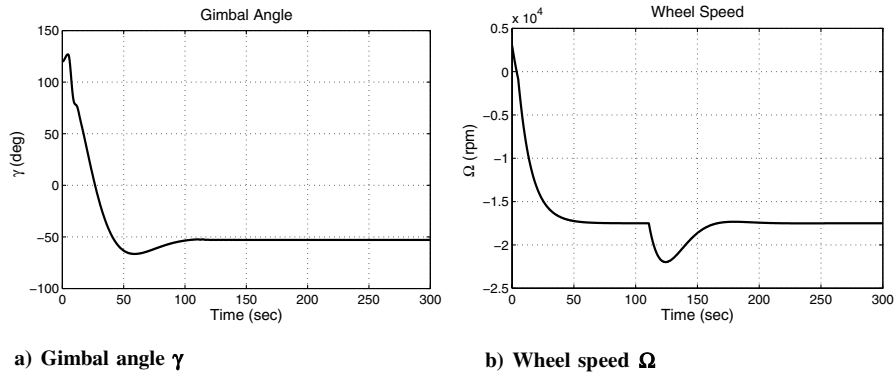 Gimbal Angle
150
100
50
0
−50
−100
γ (deg)
0 50 100 150 200 250 300
Time (sec)
a) Gimbal angle γ
Wheel Speed
x 10^4
0.5
0
−0.5
−1
−1.5
−2
−2.5
Ω (rpm)
0 50 100 150 200 250 300
Time (sec)
b) Wheel speed Ω